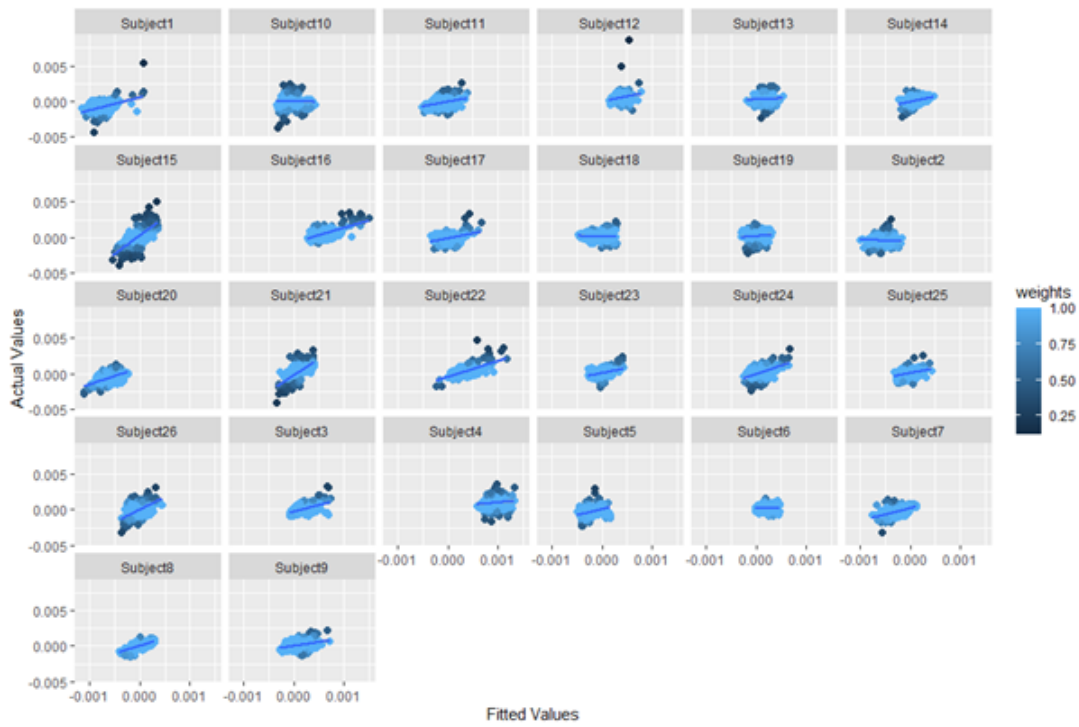 Subject1 Subject10 Subject11 Subject12 Subject13 Subject14
0.005
0.000
-0.005
Subject15 Subject16 Subject17 Subject18 Subject19 Subject2
0.005
0.000
-0.005
weights
Subject20 Subject21 Subject22 Subject23 Subject24 Subject25
1.00
0.75
0.50
0.25
Actual Values
0.005
0.000
-0.005
Subject26 Subject3 Subject4 Subject5 Subject6 Subject7
0.005
0.000
-0.005
-0.001 0.000 0.001 -0.001 0.000 0.001 -0.001 0.000 0.001 -0.001 0.000 0.001
Subject8 Subject9
0.005
0.000
-0.005
-0.001 0.000 0.001 -0.001 0.000 0.001
Fitted Values